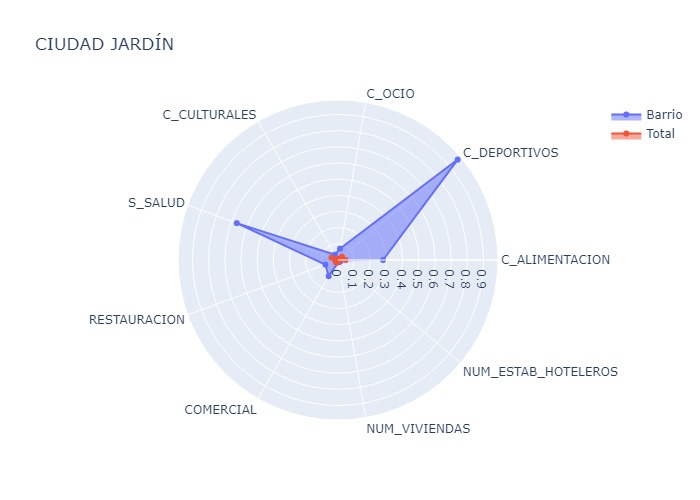 CIUDAD JARDÍN
C_OCIO
C_CULTURALES
Barrio
Total
C_DEPORTIVOS
S_SALUD
C_ALIMENTACION
0
0.1
0.2
0.3
0.4
0.5
0.6
0.7
0.8
0.9
RESTAURACION
NUM_ESTAB_HOTELEROS
COMERCIAL
NUM_VIVIENDAS